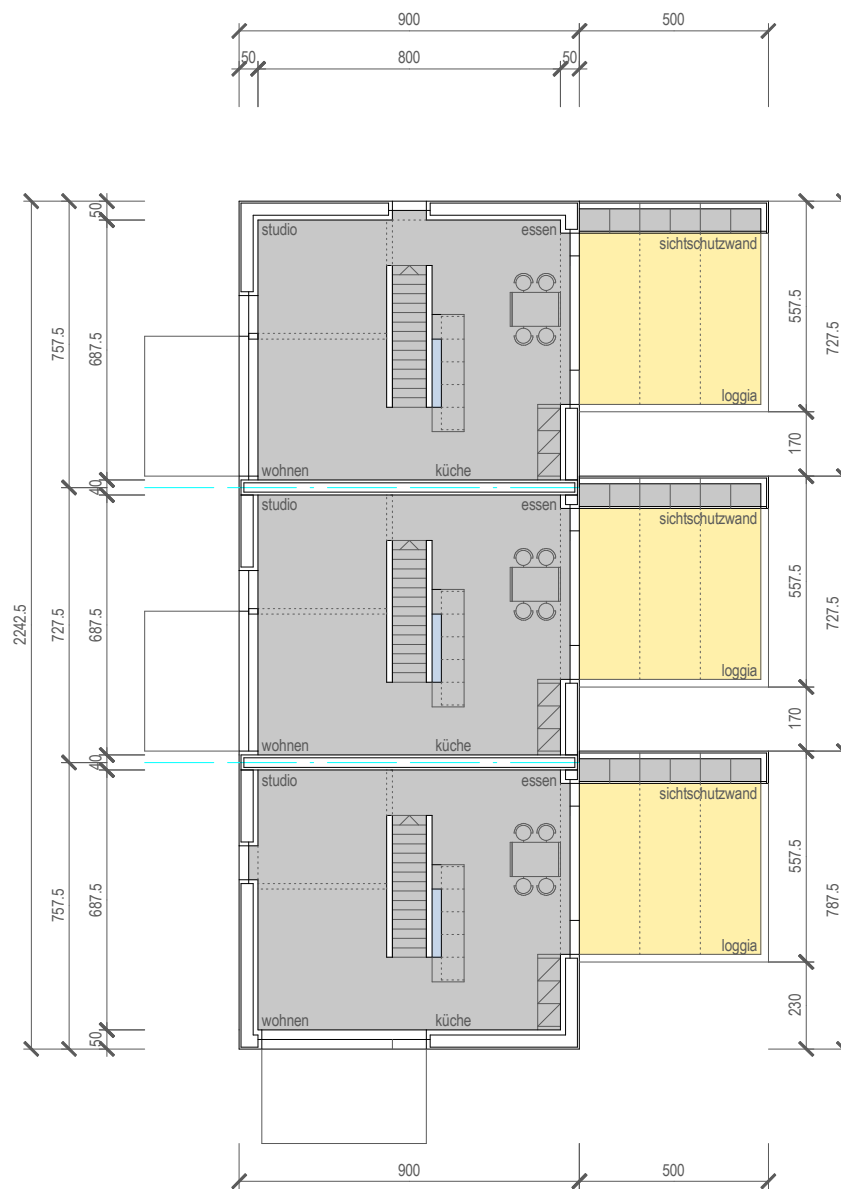 900 500
50 800 50
50
studio essen
sichtschutzwand
757.5 687.5 557.5 727.5
loggia
170
wohnen küche
40
studio essen
sichtschutzwand
2242.5 727.5 687.5 557.5 727.5
loggia
170
wohnen küche
40
studio essen
sichtschutzwand
757.5 687.5 557.5 787.5
loggia
230
wohnen küche
50
900 500